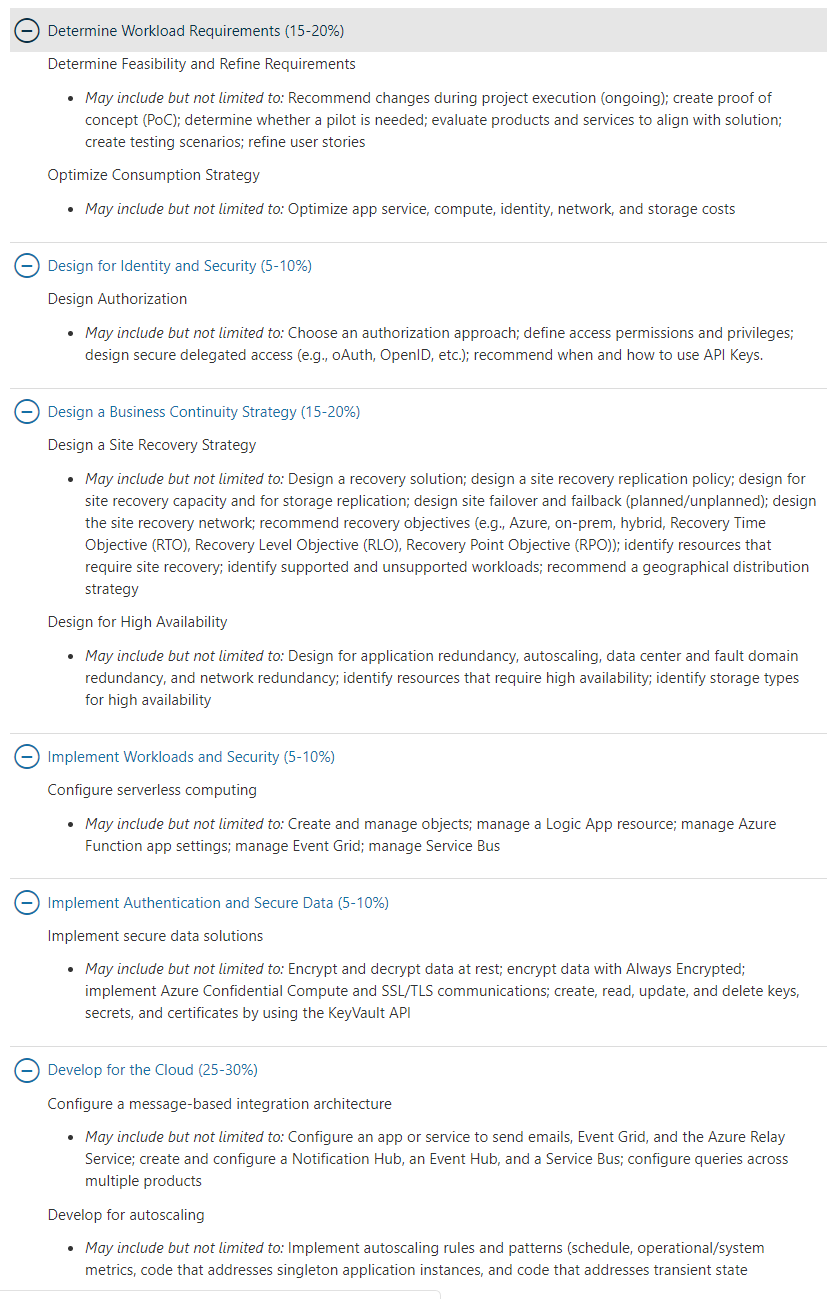 Determine Workload Requirements (15-20%)
Determine Feasibility and Refine Requirements
• May include but not limited to: Recommend changes during project execution (ongoing); create proof of
concept (PoC); determine whether a pilot is needed; evaluate products and services to align with solution;
create testing scenarios; refine user stories
Optimize Consumption Strategy
• May include but not limited to: Optimize app service, compute, identity, network, and storage costs
Design for Identity and Security (5-10%)
Design Authorization
• May include but not limited to: Choose an authorization approach; define access permissions and privileges;
design secure delegated access (e.g., oAuth, OpenID, etc.); recommend when and how to use API Keys.
Design a Business Continuity Strategy (15-20%)
Design a Site Recovery Strategy
• May include but not limited to: Design a recovery solution; design a site recovery replication policy; design for
site recovery capacity and for storage replication; design site failover and failback (planned/unplanned); design
the site recovery network; recommend recovery objectives (e.g., Azure, on-prem, hybrid, Recovery Time
Objective (RTO), Recovery Level Objective (RLO), Recovery Point Objective (RPO)); identify resources that
require site recovery; identify supported and unsupported workloads; recommend a geographical distribution
strategy
Design for High Availability
• May include but not limited to: Design for application redundancy, autoscaling, data center and fault domain
redundancy, and network redundancy; identify resources that require high availability; identify storage types
for high availability
Implement Workloads and Security (5-10%)
Configure serverless computing
• May include but not limited to: Create and manage objects; manage a Logic App resource; manage Azure
Function app settings; manage Event Grid; manage Service Bus
Implement Authentication and Secure Data (5-10%)
Implement secure data solutions
• May include but not limited to: Encrypt and decrypt data at rest; encrypt data with Always Encrypted;
implement Azure Confidential Compute and SSL/TLS communications; create, read, update, and delete keys,
secrets, and certificates by using the KeyVault API
Develop for the Cloud (25-30%)
Configure a message-based integration architecture
• May include but not limited to: Configure an app or service to send emails, Event Grid, and the Azure Relay
Service; create and configure a Notification Hub, an Event Hub, and a Service Bus; configure queries across
multiple products
Develop for autoscaling
• May include but not limited to: Implement autoscaling rules and patterns (schedule, operational/system
metrics, code that addresses singleton application instances, and code that addresses transient state